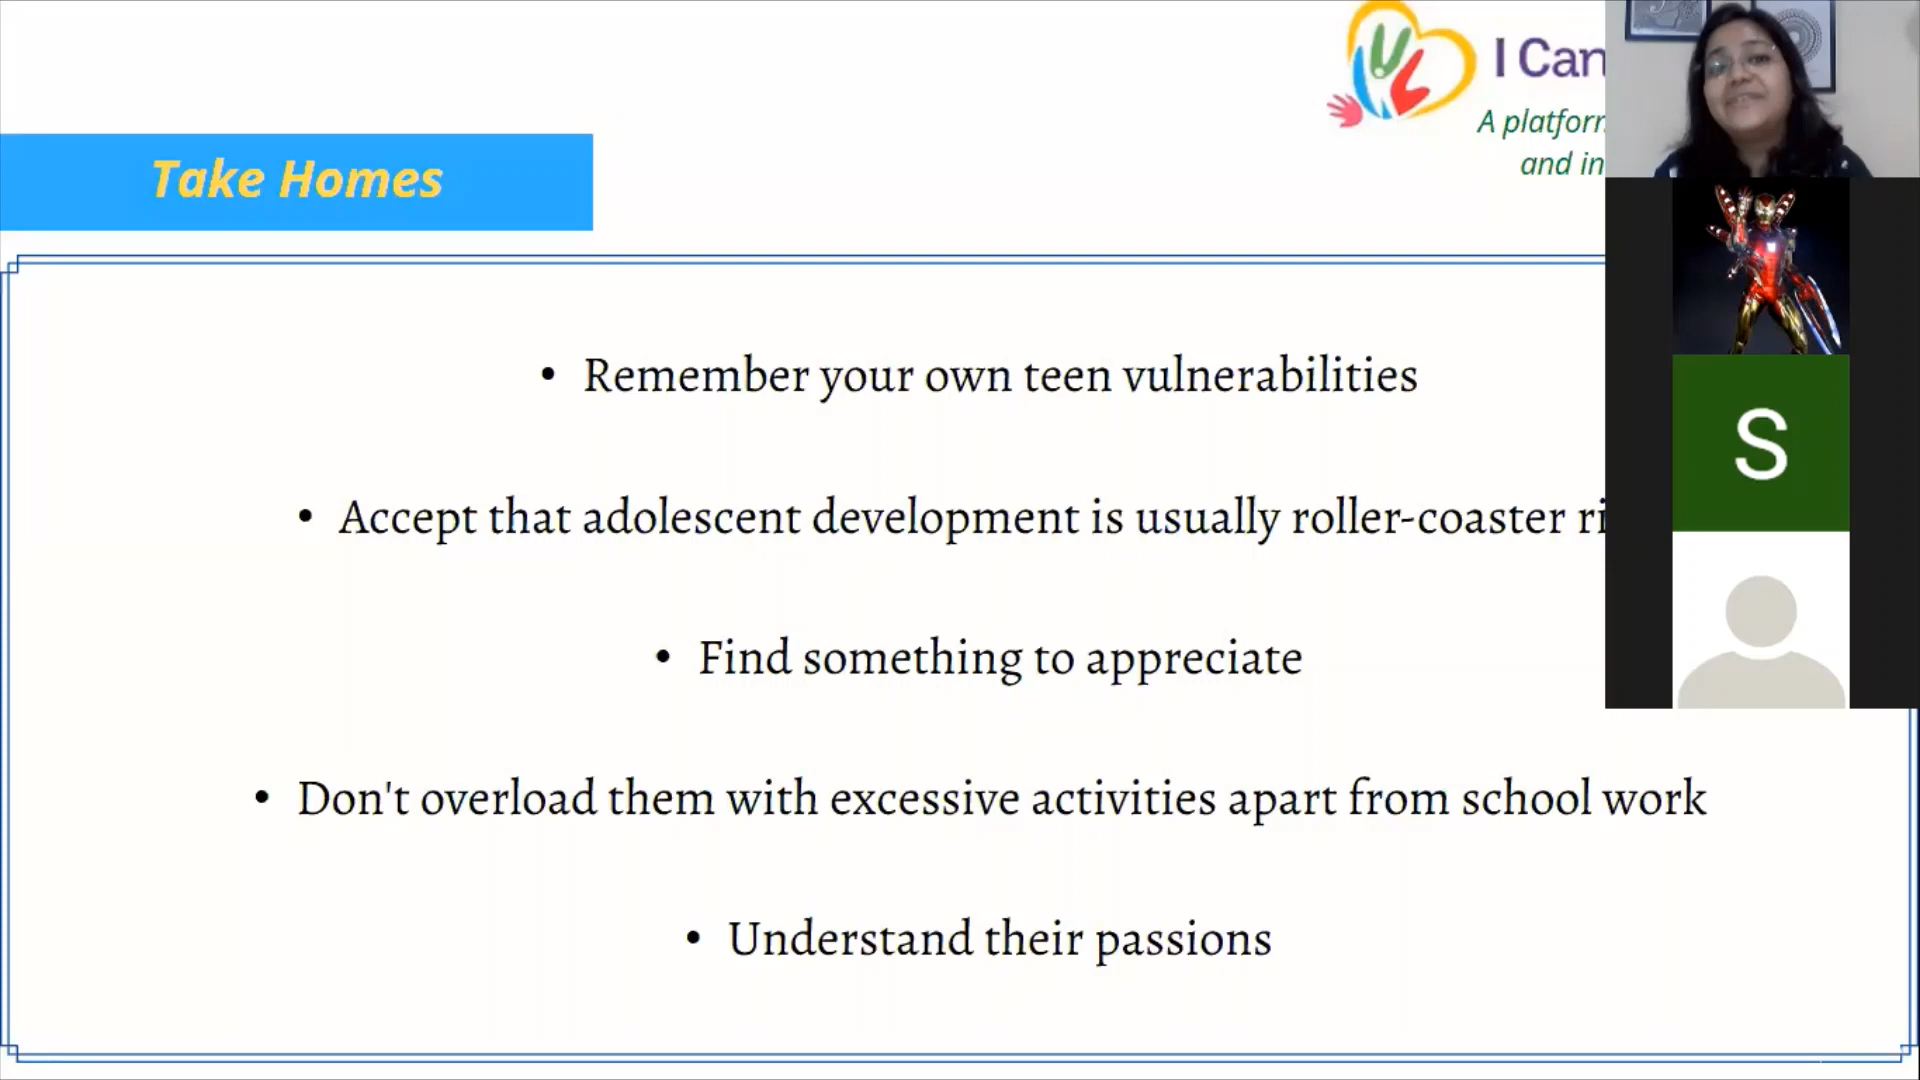 I Can
A platform
and in
Take Homes
• Remember your own teen vulnerabilities
• Accept that adolescent development is usually roller-coaster ri
• Find something to appreciate
• Don't overload them with excessive activities apart from school work
• Understand their passions
S